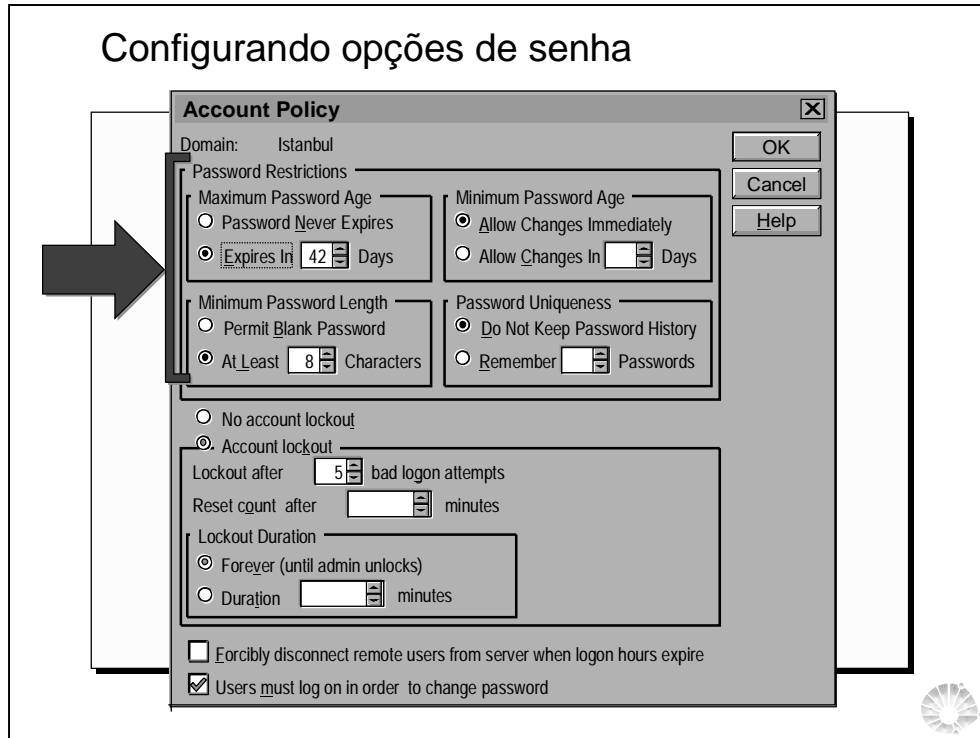 Configurando opções de senha
Account Policy
Domain: Istanbul
OK
Cancel
Help
Password Restrictions
Maximum Password Age
Password Never Expires
Expires In 42 Days
Minimum Password Age
Allow Changes Immediately
Allow Changes In Days
Minimum Password Length
Permit Blank Password
At Least 8 Characters
Password Uniqueness
Do Not Keep Password History
Remember Passwords
No account lockout
Account lockout
Lockout after 5 bad logon attempts
Reset count after minutes
Lockout Duration
Forever (until admin unlocks)
Duration minutes
Forcibly disconnect remote users from server when logon hours expire
Users must log on in order to change password